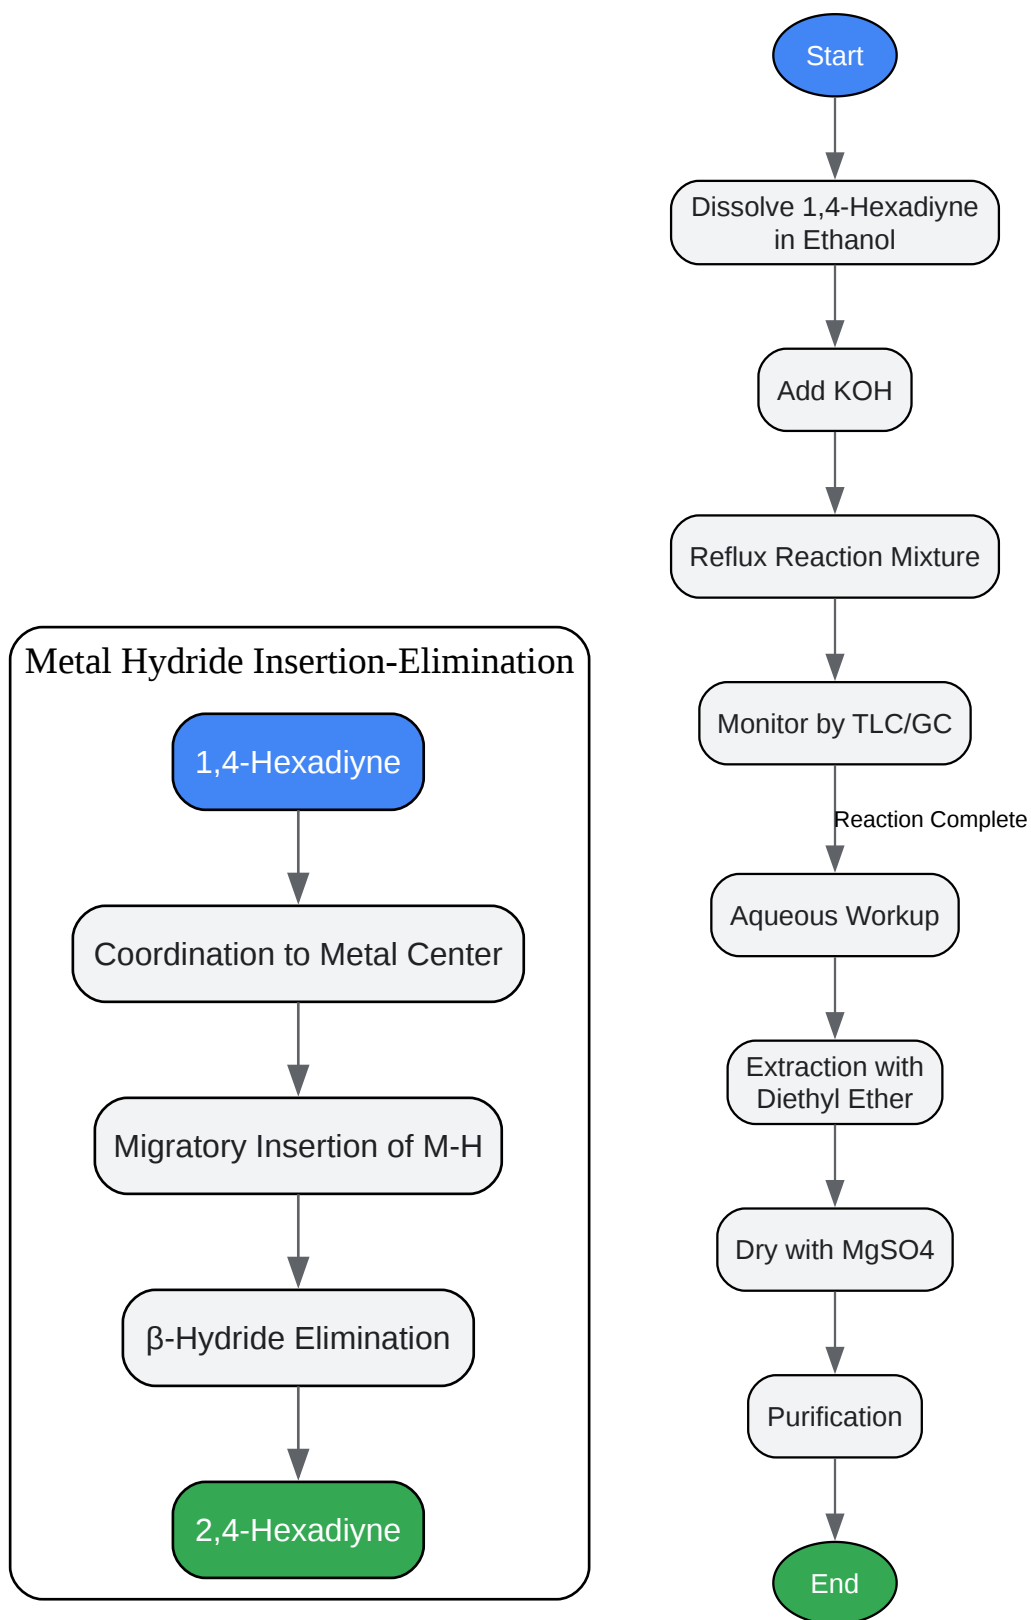 Start
Dissolve 1,4-Hexadiyne
in Ethanol
Add KOH
Reflux Reaction Mixture
Monitor by TLC/GC
Reaction Complete
Aqueous Workup
Extraction with
Diethyl Ether
Dry with MgSO4
Purification
End
Metal Hydride Insertion-Elimination
1,4-Hexadiyne
Coordination to Metal Center
Migratory Insertion of M-H
β-Hydride Elimination
2,4-Hexadiyne